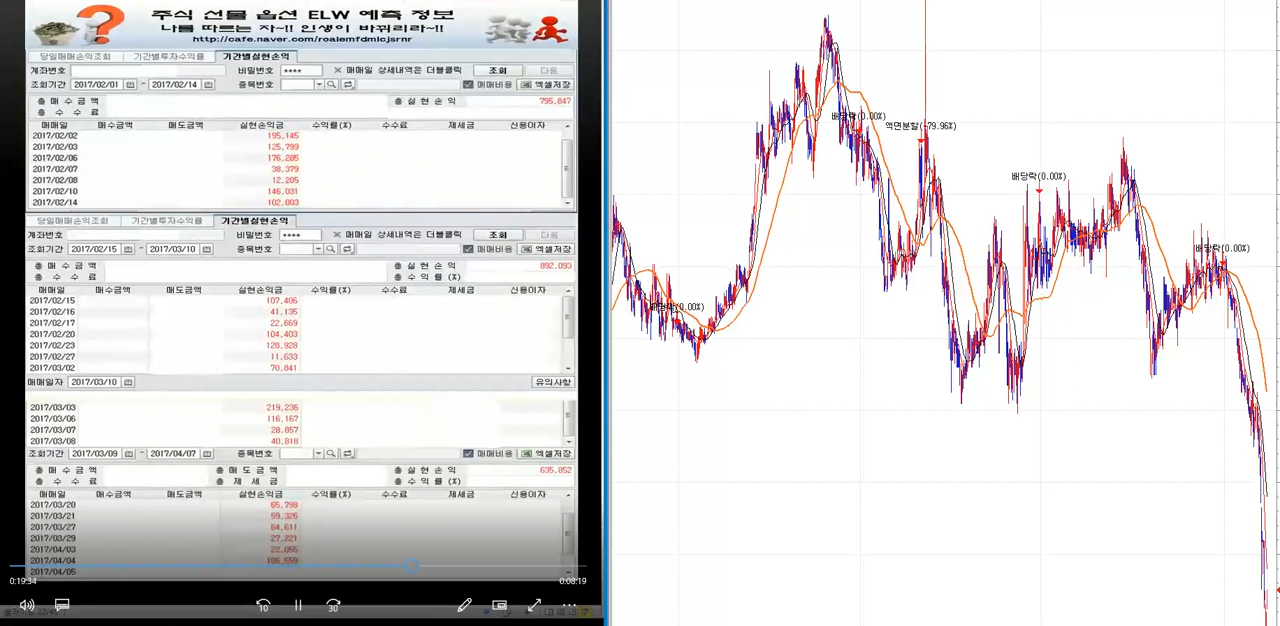 주식 선물 옵션 ELW 예측 정보
나를 따르는 자~!! 인생이 바뀌리라~!!
http://cafe.naver.com/roalemfdmlcjsrnr
당일매매손익조회 기간별투자수익률 기간별실현손익
계좌번호 비밀번호 **** ※ 매매일 상세내역은 더블클릭 조회 다음
조회기간 2017/02/01 ~ 2017/02/14 종목번호 매매비용 엑셀저장
총 매 수 금 액 총 실 현 손 익 795,847
총 수 수 료
매매일 매수금액 매도금액 실현손익금 수익률(%) 수수료 제세금 신용이자
2017/02/02 195,145
2017/02/03 125,799
2017/02/06 176,285
2017/02/07 38,379
2017/02/08 12,205
2017/02/10 146,031
2017/02/14 102,003
당일매매손익조회 기간별투자수익률 기간별실현손익
계좌번호 비밀번호 **** ※ 매매일 상세내역은 더블클릭 조회 다음
조회기간 2017/02/15 ~ 2017/03/10 종목번호 매매비용 엑셀저장
총 매 수 금 액 총 실 현 손 익 892,093
총 수 수 료 총 수 익 률 (%)
매매일 매수금액 매도금액 실현손익금 수익률(%) 수수료 제세금 신용이자
2017/02/15 107,406
2017/02/16 41,135
2017/02/17 22,669
2017/02/20 104,403
2017/02/23 128,928
2017/02/27 11,633
2017/03/02 70,841
매매일자 2017/03/10 유의사항
2017/03/03 219,236
2017/03/06 116,167
2017/03/07 28,857
2017/03/08 40,818
조회기간 2017/03/09 ~ 2017/04/07 종목번호 매매비용 엑셀저장
총 매 수 금 액 총 매 도 금 액 총 실 현 손 익 635,852
총 수 수 료 총 제 세 금 총 수 익 률 (%)
매매일 매수금액 매도금액 실현손익금 수익률(%) 수수료 제세금 신용이자
2017/03/20 65,798
2017/03/21 59,326
2017/03/27 64,611
2017/03/29 27,221
2017/04/03 22,055
2017/04/04 186,559
2017/04/05
0:19:34 0:08:19
10 30
배당락(0.00%)
액면분할(-79.96%)
배당락(0.00%)
배당락(0.00%)
배당락(0.00%)